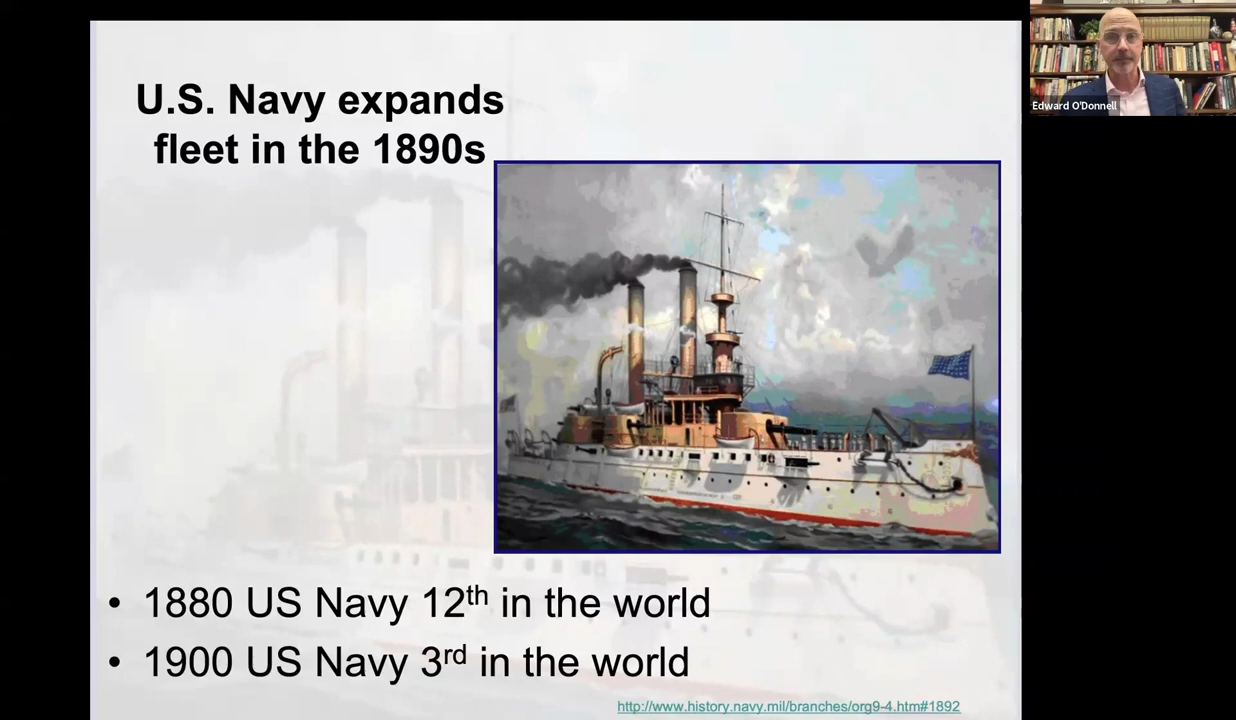 U.S. Navy expands
fleet in the 1890s
Edward O'Donnell
• 1880 US Navy 12th in the world
• 1900 US Navy 3rd in the world
http://www.history.navy.mil/branches/org9-4.htm#1892